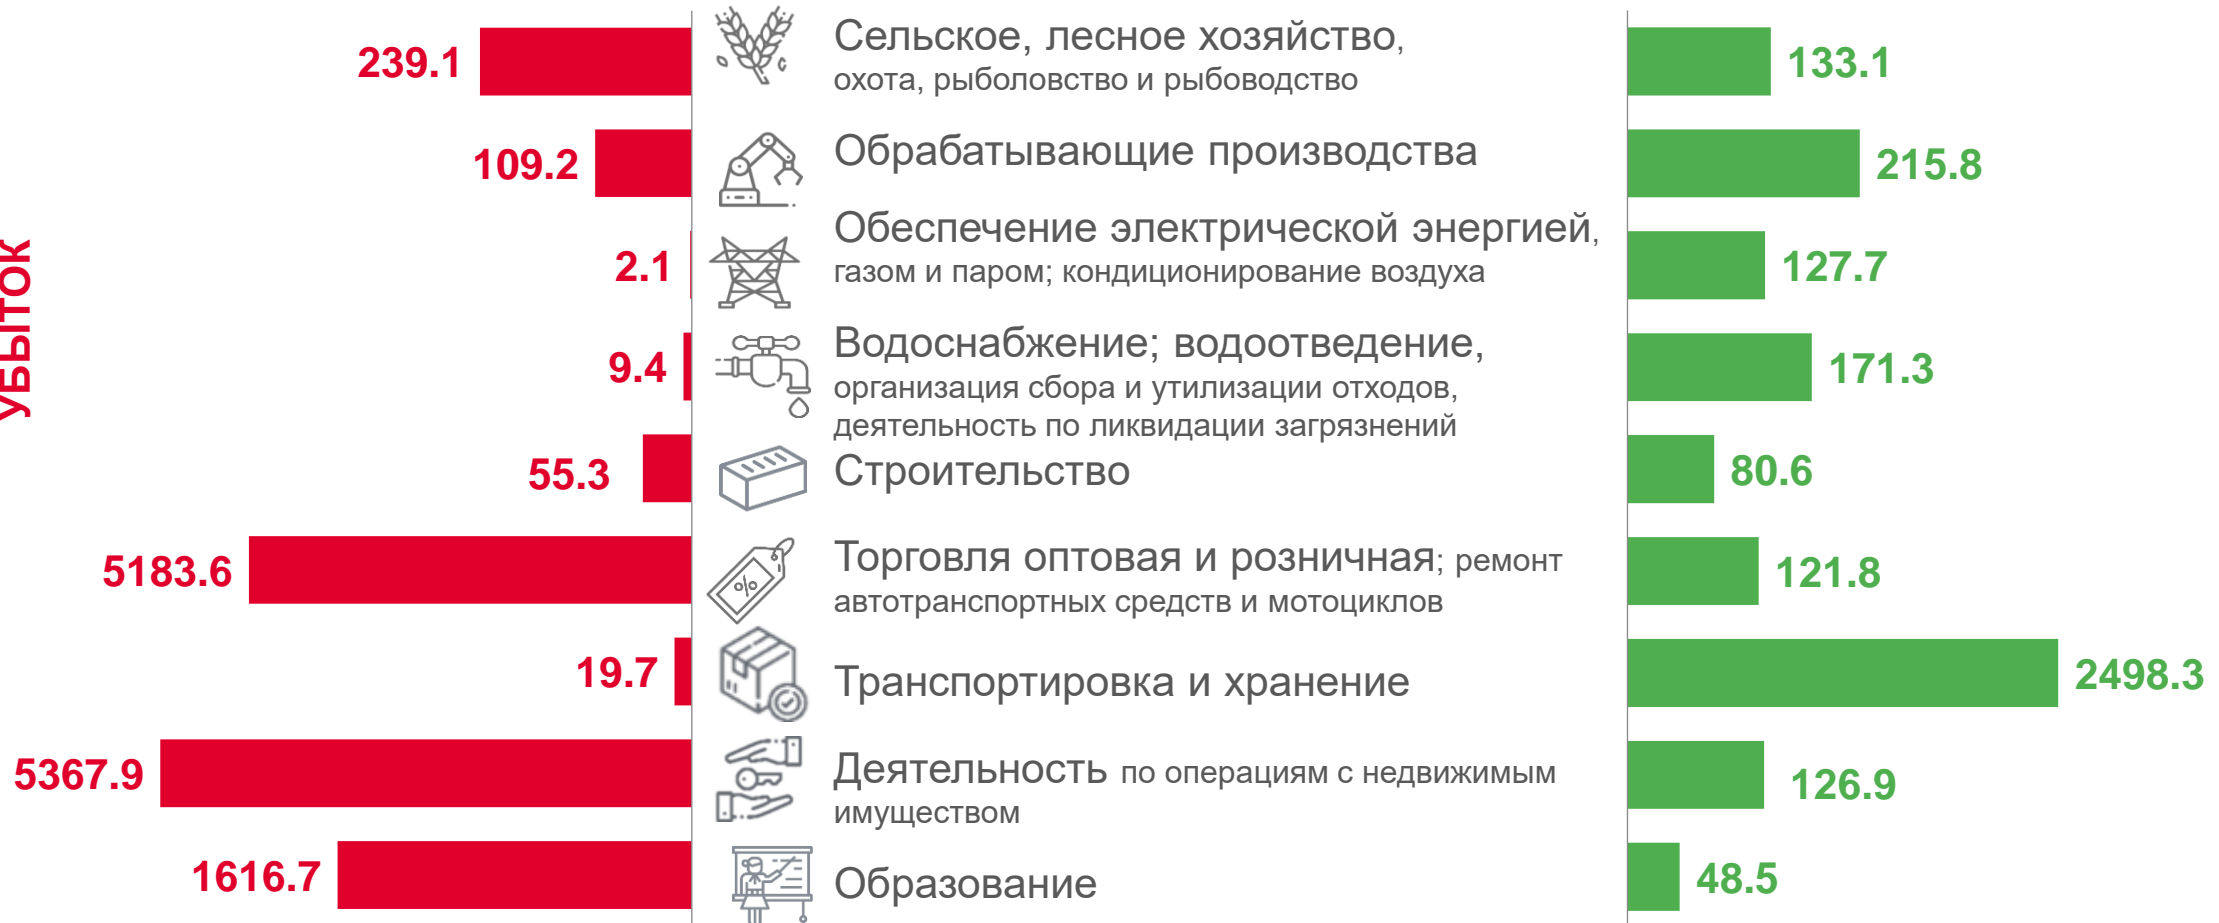 УБЫТОК
239.1
Сельское, лесное хозяйство,
охота, рыболовство и рыбоводство
133.1
109.2
Обрабатывающие производства
215.8
2.1
Обеспечение электрической энергией,
газом и паром; кондиционирование воздуха
127.7
9.4
Водоснабжение; водоотведение,
организация сбора и утилизации отходов,
деятельность по ликвидации загрязнений
171.3
55.3
Строительство
80.6
5183.6
%
Торговля оптовая и розничная; ремонт
автотранспортных средств и мотоциклов
121.8
19.7
Транспортировка и хранение
2498.3
5367.9
Деятельность по операциям с недвижимым
имуществом
126.9
1616.7
Образование
48.5